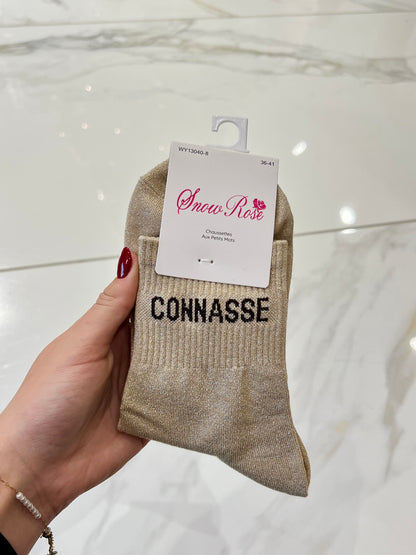 WY13040-8 36-41
Snow Rose
Chaussettes
Aux Petits Mots
CONNASSE